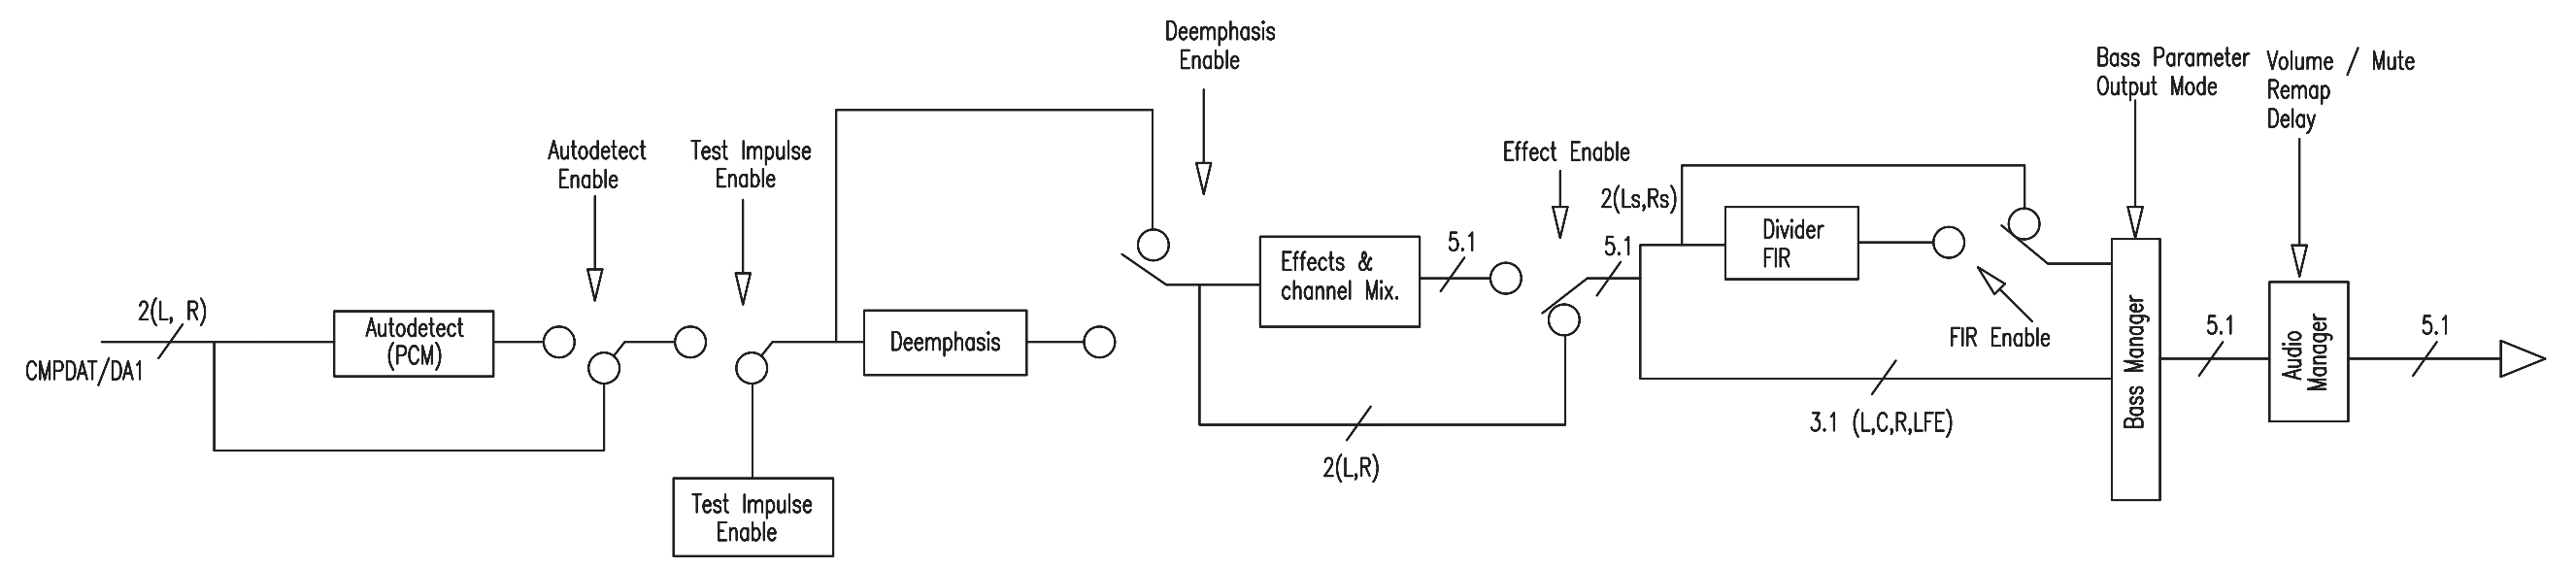 Deemphasis
Enable
Bass Parameter
Output Mode
Volume / Mute
Remap
Delay
Autodetect
Enable
Test Impulse
Enable
Effect Enable
2(Ls,Rs)
5.1
5.1
Divider
FIR
Effects &
channel Mix.
2(L, R)
CMPDAT/DA1
Autodetect
(PCM)
Deemphasis
FIR Enable
Bass Manager
5.1
Audio
Manager
5.1
3.1 (L,C,R,LFE)
2(L,R)
Test Impulse
Enable